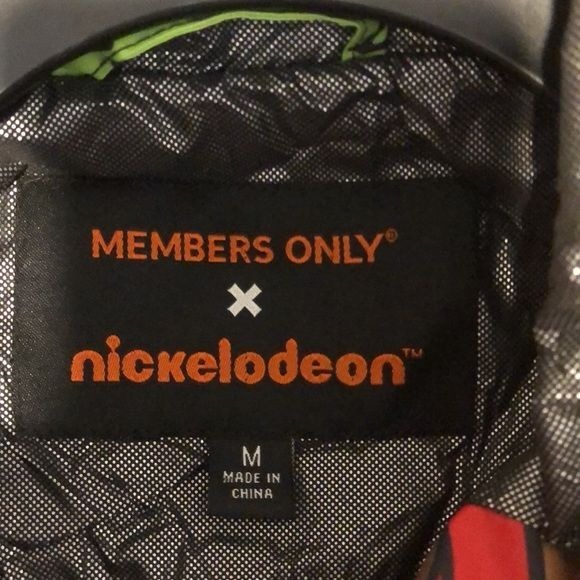 MEMBERS ONLY®
×
nickelodeon™
M
MADE IN
CHINA